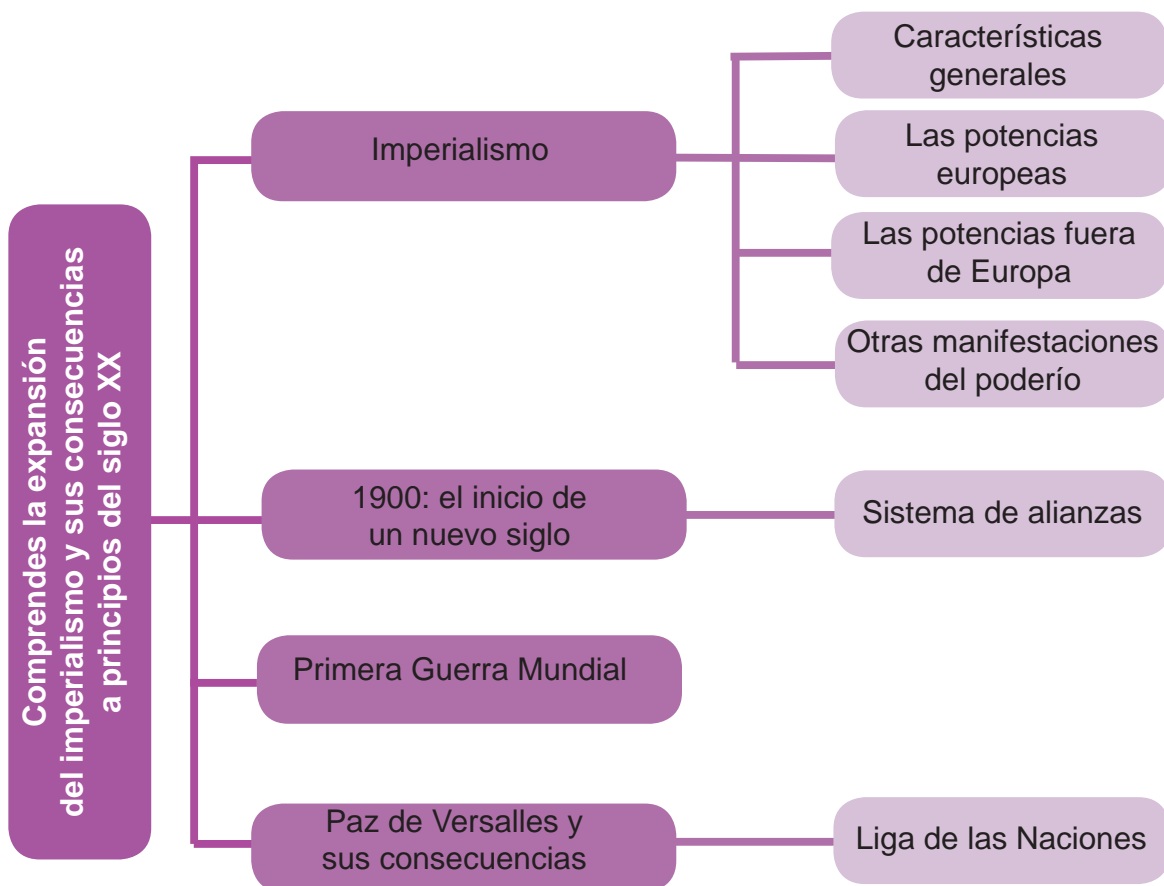 Comprendes la expansión
del imperialismo y sus consecuencias
a principios del siglo XX
Imperialismo
Características
generales
Las potencias
europeas
Las potencias fuera
de Europa
Otras manifestaciones
del poderío
1900: el inicio de
un nuevo siglo
Sistema de alianzas
Primera Guerra Mundial
Paz de Versalles y
sus consecuencias
Liga de las Naciones